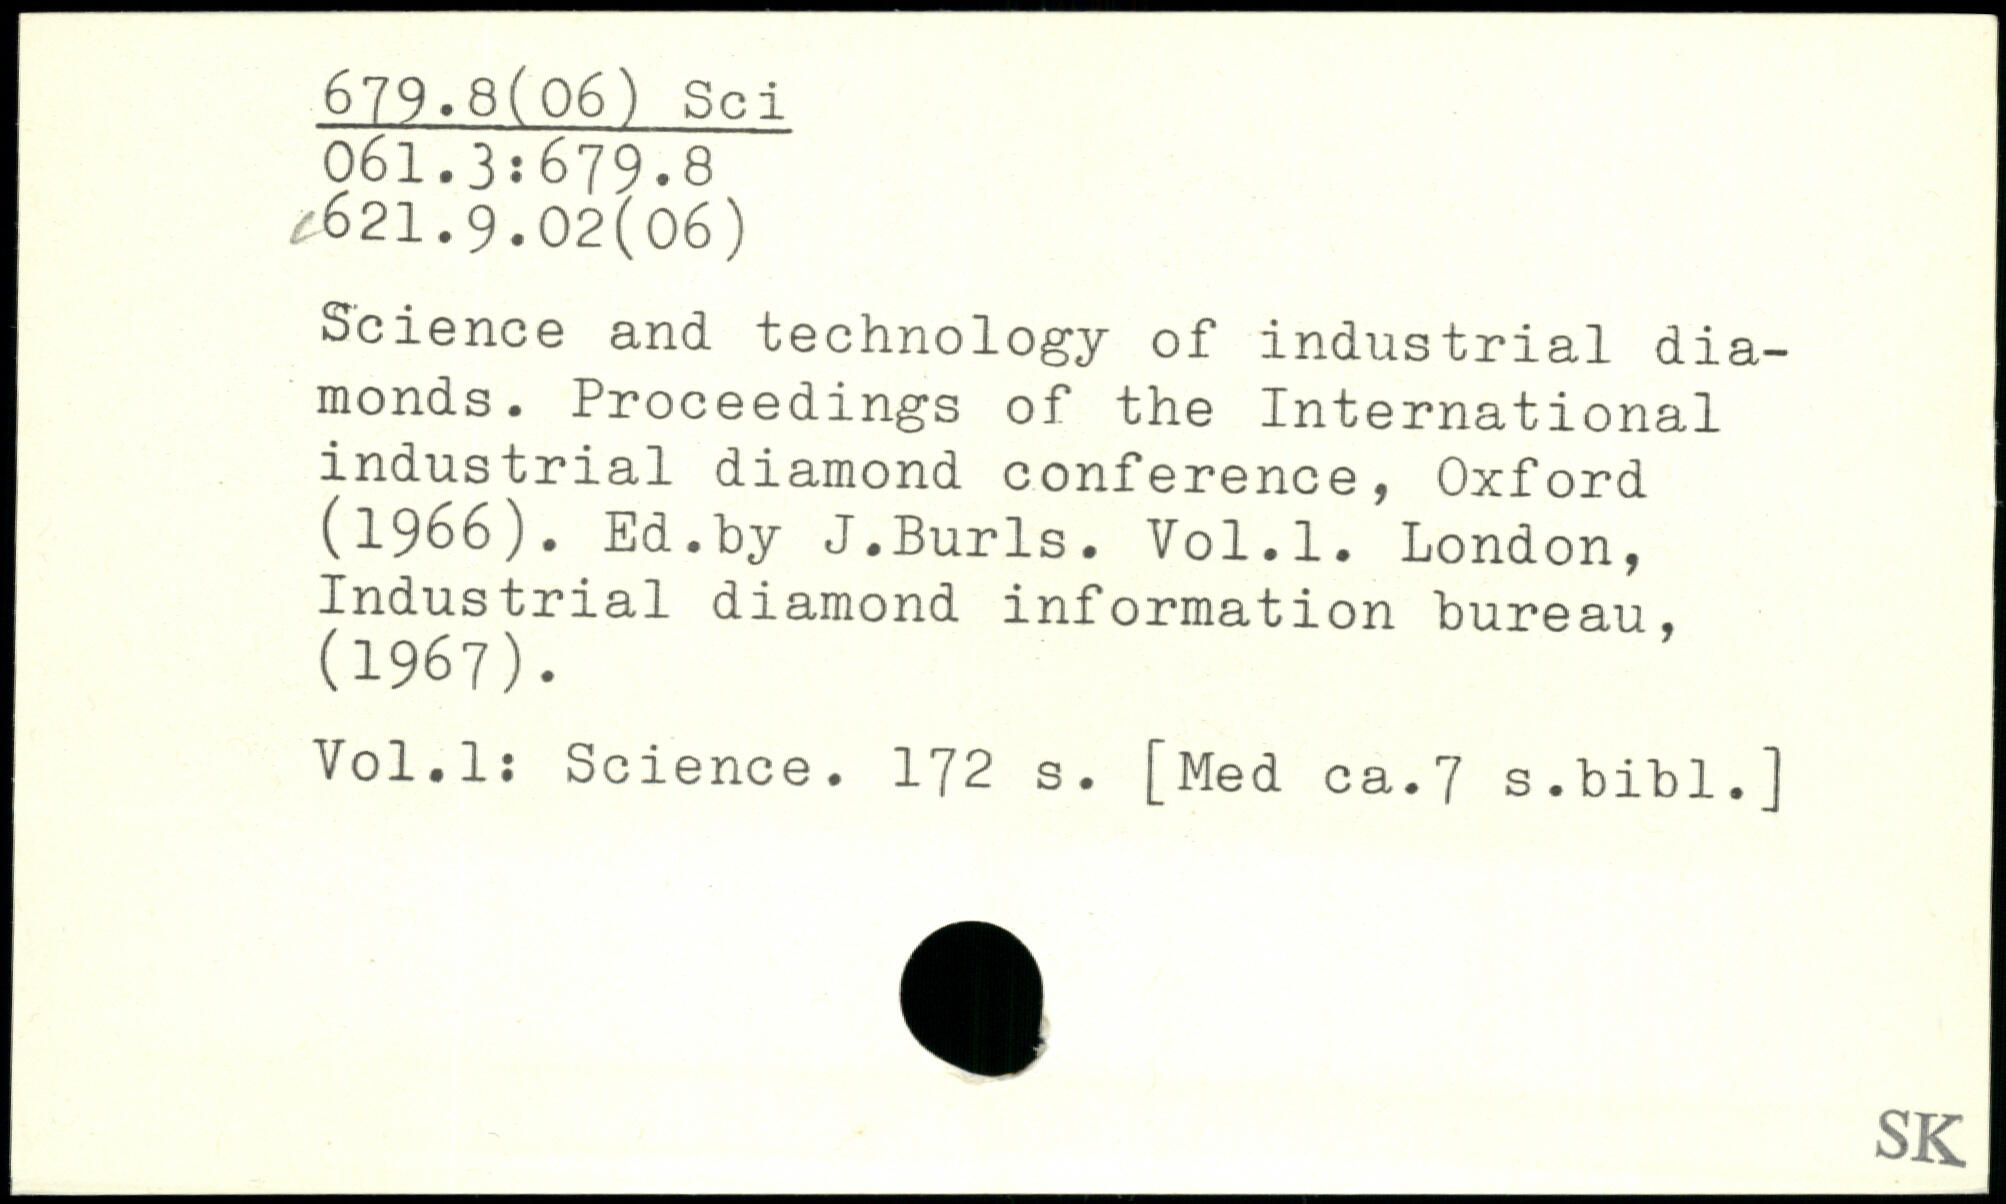 679.8(06) Sci
061.3:679.8
621.9.02(06)
Science and technology of industrial dia-
monds. Proceedings of the International
industrial diamond conference, Oxford
(1966). Ed.by J.Burls. Vol.1. London,
Industrial diamond information bureau,
(1967).
Vol.1: Science. 172 s. [Med ca.7 s.bibl.]
SK